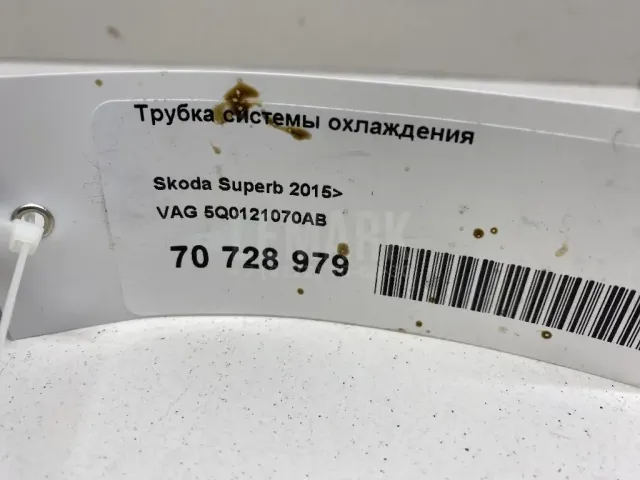 Трубка системы охлаждения
Skoda Superb 2015>
VAG 5Q0121070AB
70 728 979